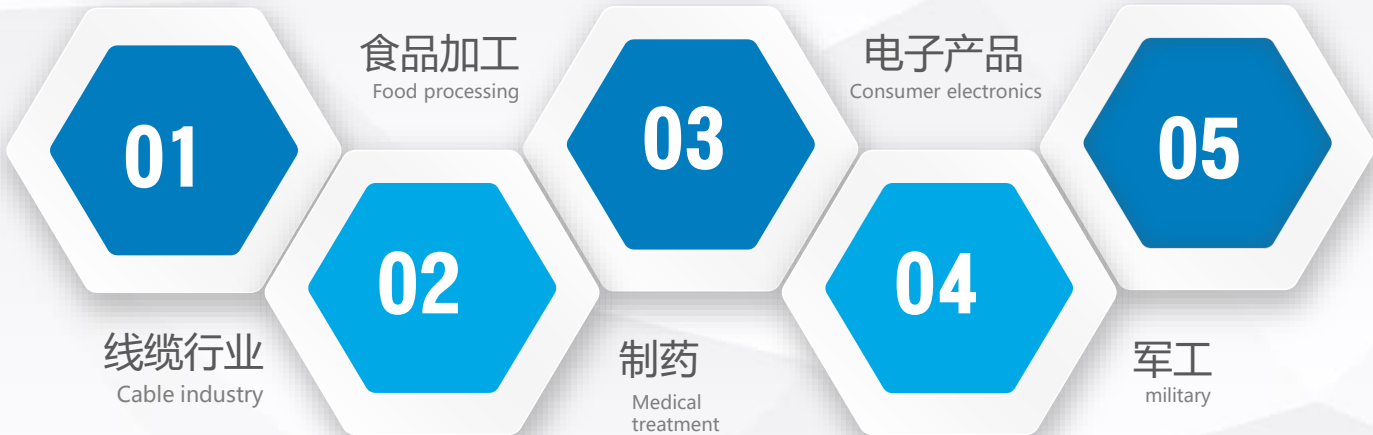 01
线缆行业
Cable industry
食品加工
Food processing
02
03
制药
Medical
treatment
电子产品
Consumer electronics
04
05
军工
military